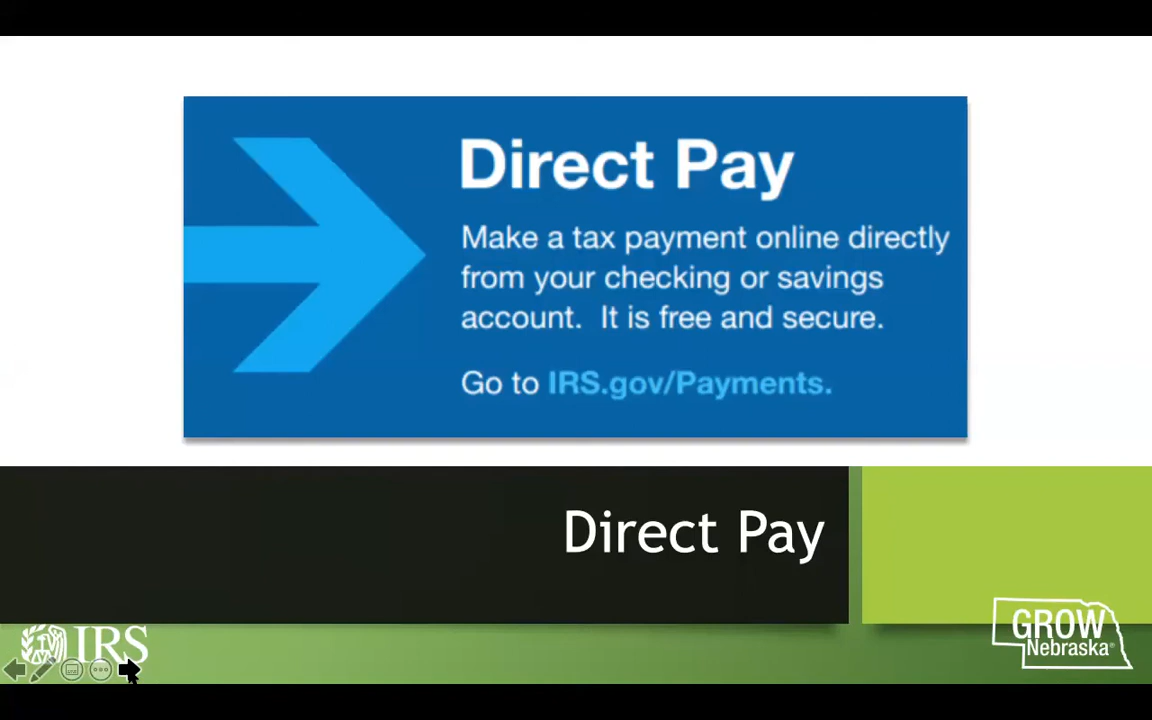 Direct Pay
Make a tax payment online directly
from your checking or savings
account.  It is free and secure.
Go to IRS.gov/Payments.
Direct Pay
IRS
GROW
Nebraska®